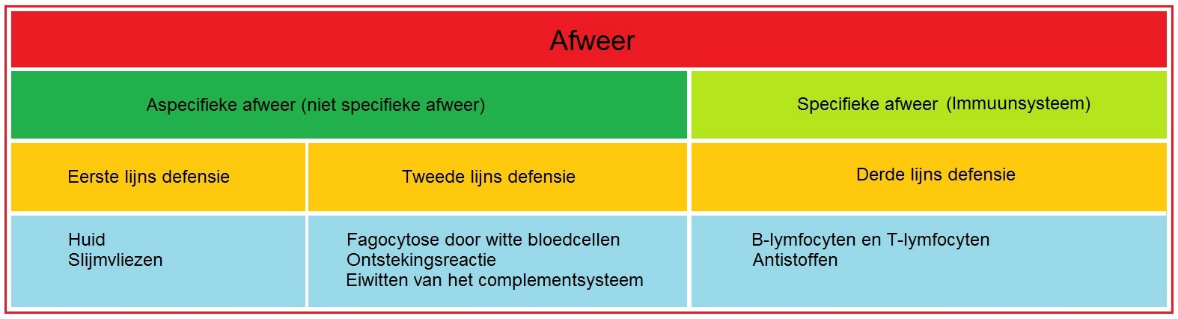 Afweer
Aspecifieke afweer (niet specifieke afweer)
Specifieke afweer (Immuunsysteem)
Eerste lijns defensie
Tweede lijns defensie
Derde lijns defensie
Huid
Slijmvliezen
Fagocytose door witte bloedcellen
Ontstekingsreactie
Eiwitten van het complementsysteem
B-lymfocyten en T-lymfocyten
Antistoffen